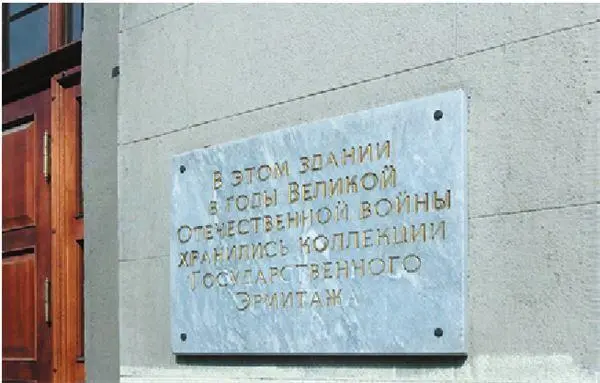 В ЭТОМ ЗДАНИИ
В ГОДЫ ВЕЛИКОЙ
ОТЕЧЕСТВЕННОЙ ВОЙНЫ
ХРАНИЛИСЬ КОЛЛЕКЦИИ
ГОСУДАРСТВЕННОГО
ЭРМИТАЖА